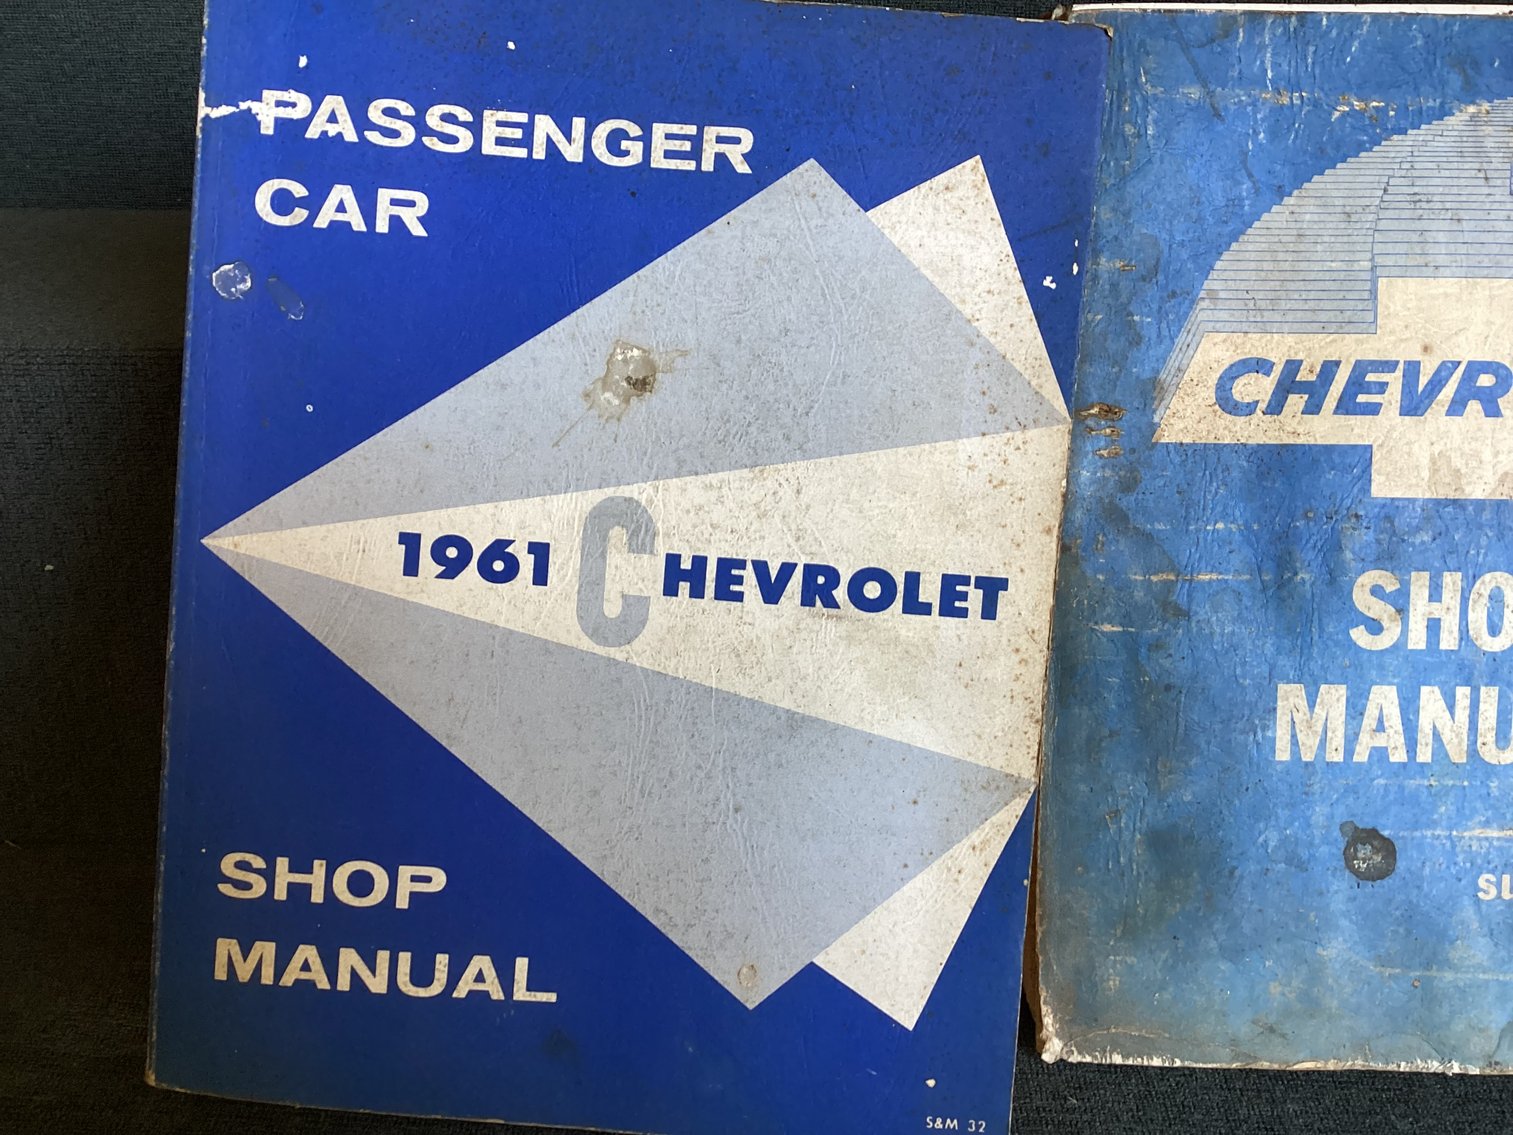 PASSENGER
CAR
1961 CHEVROLET
SHOP
MANUAL
S&M 32
CHEVR
SHO
MANU
SU